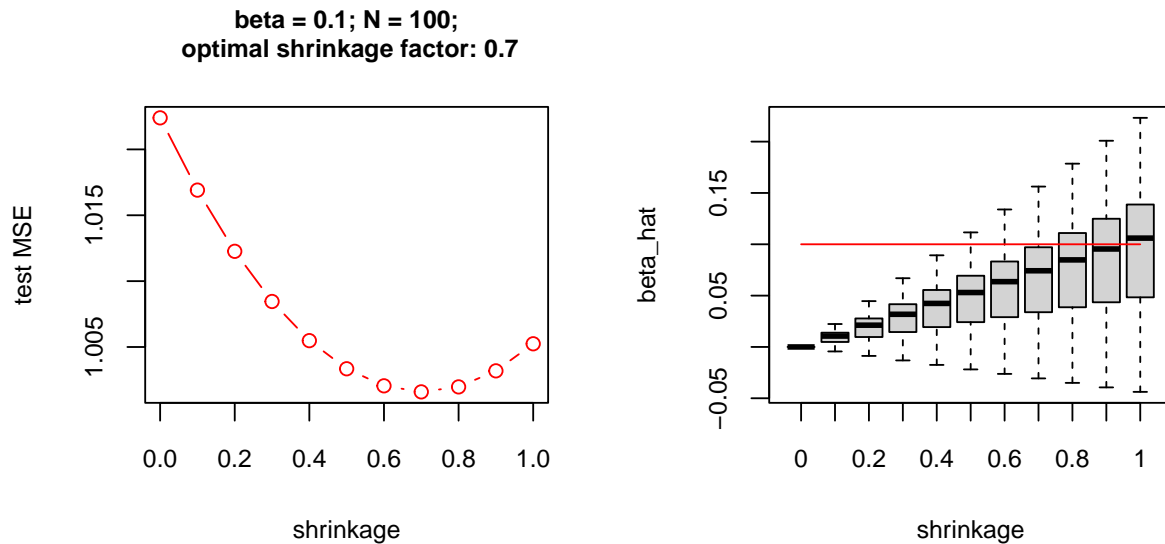 beta = 0.1; N = 100;
optimal shrinkage factor: 0.7
test MSE
1.005
1.015
0.0 0.2 0.4 0.6 0.8 1.0
shrinkage
beta_hat
−0.05
0.05
0.15
0 0.2 0.4 0.6 0.8 1
shrinkage